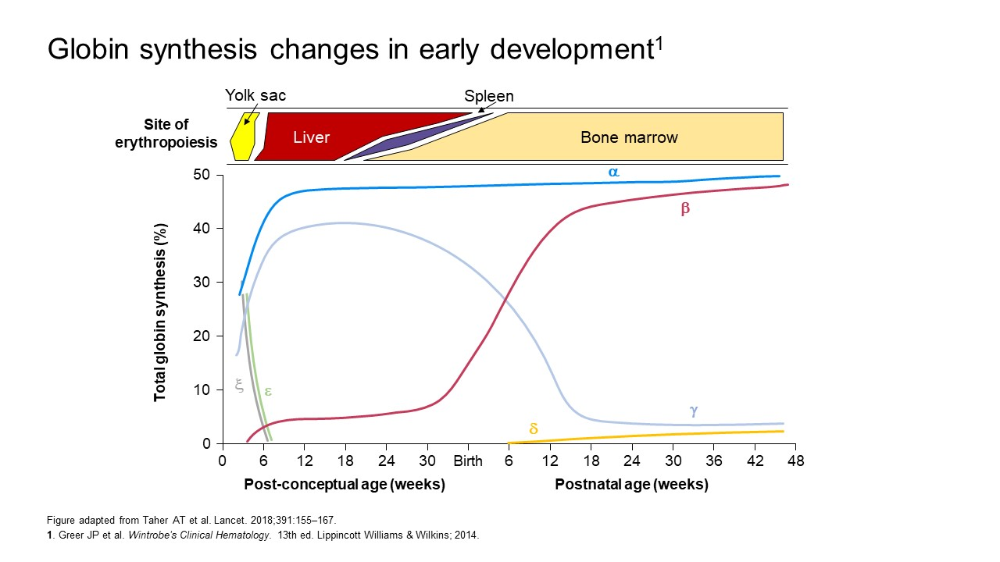 Globin synthesis changes in early development1
Yolk sac
Spleen
Site of
erythropoiesis
Liver
Bone marrow
Total globin synthesis (%)
50
40
30
20
10
0
α
β
ξ
ε
γ
δ
0 6 12 18 24 30 Birth 6 12 18 24 30 36 42 48
Post-conceptual age (weeks)
Postnatal age (weeks)
Figure adapted from Taher AT et al. Lancet. 2018;391:155–167.
1. Greer JP et al. Wintrobe's Clinical Hematology. 13th ed. Lippincott Williams & Wilkins; 2014.